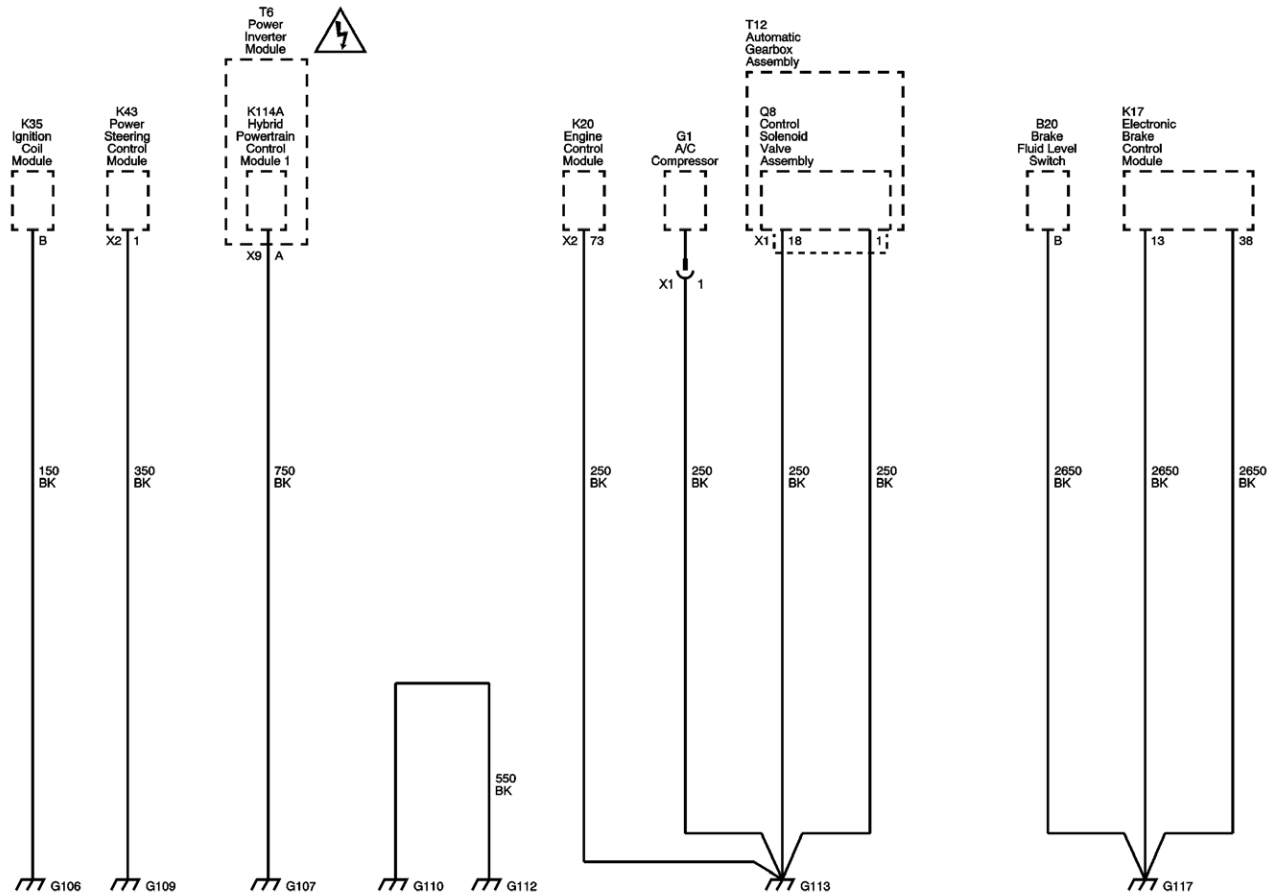 T6
Power
Inverter
Module
T12
Automatic
Gearbox
Assembly
K35
Ignition
Coil
Module
K43
Power
Steering
Control
Module
K114A
Hybrid
Powertrain
Control
Module 1
K20
Engine
Control
Module
G1
A/C
Compressor
Q8
Control
Solenoid
Valve
Assembly
B20
Brake
Fluid Level
Switch
K17
Electronic
Brake
Control
Module
B
X2 1
X9 A
X2 73
X1 1
X1 18
1
B
13
38
150
BK
350
BK
750
BK
250
BK
250
BK
250
BK
250
BK
2650
BK
2650
BK
2650
BK
550
BK
G106
G109
G107
G110
G112
G113
G117